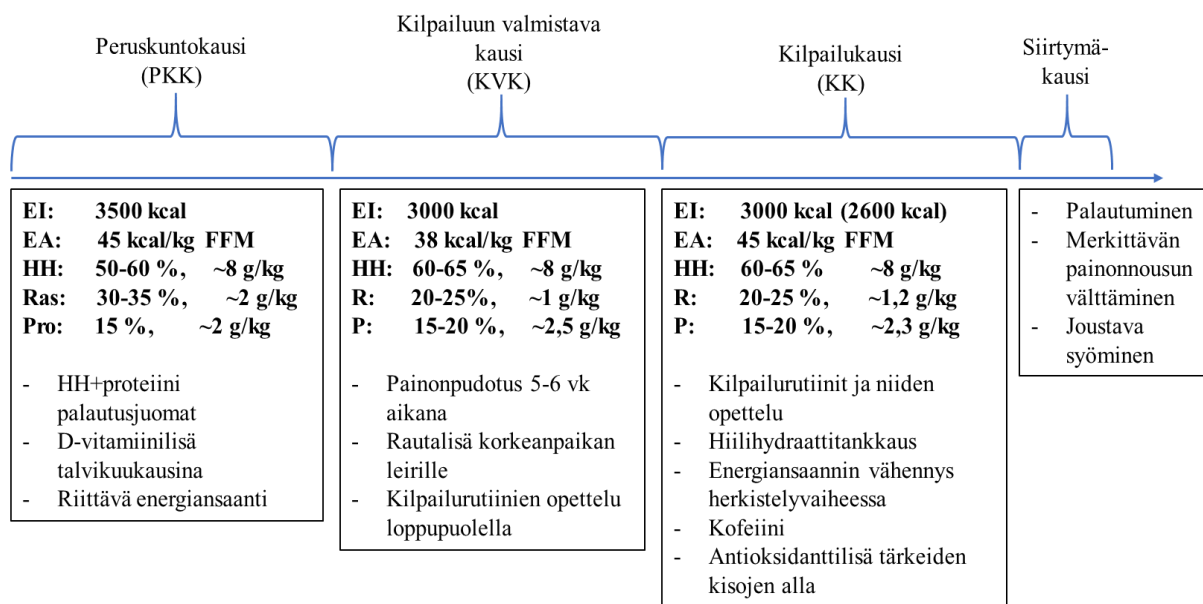 Peruskuntokausi
(PKK)
Kilpailuun valmistava
kausi
(KVK)
Kilpailukausi
(KK)
Siirtymä-
kausi
EI: 3500 kcal
EA: 45 kcal/kg FFM
HH: 50-60 %, ~8 g/kg
Ras: 30-35 %, ~2 g/kg
Pro: 15 %, ~2 g/kg
- HH+proteiini
palautusjuomat
- D-vitamiinilisä
talvikuukausina
- Riittävä energiansaanti
EI: 3000 kcal
EA: 38 kcal/kg FFM
HH: 60-65 %, ~8 g/kg
R: 20-25%, ~1 g/kg
P: 15-20 %, ~2,5 g/kg
- Painonpudotus 5-6 vk
aikana
- Rautalisä korkeanpaikan
leirille
- Kilpailurutiinien opettelu
loppupuolella
EI: 3000 kcal (2600 kcal)
EA: 45 kcal/kg FFM
HH: 60-65 % ~8 g/kg
R: 20-25 %, ~1,2 g/kg
P: 15-20 %, ~2,3 g/kg
- Kilpailurutiinit ja niiden
opettelu
- Hiilihydraattitankkaus
- Energiansaannin vähennys
herkistelyvaiheessa
- Kofeiini
- Antioksidanttilisä tärkeiden
kisojen alla
- Palautuminen
- Merkittävän
painonnousun
välttäminen
- Joustava
syöminen